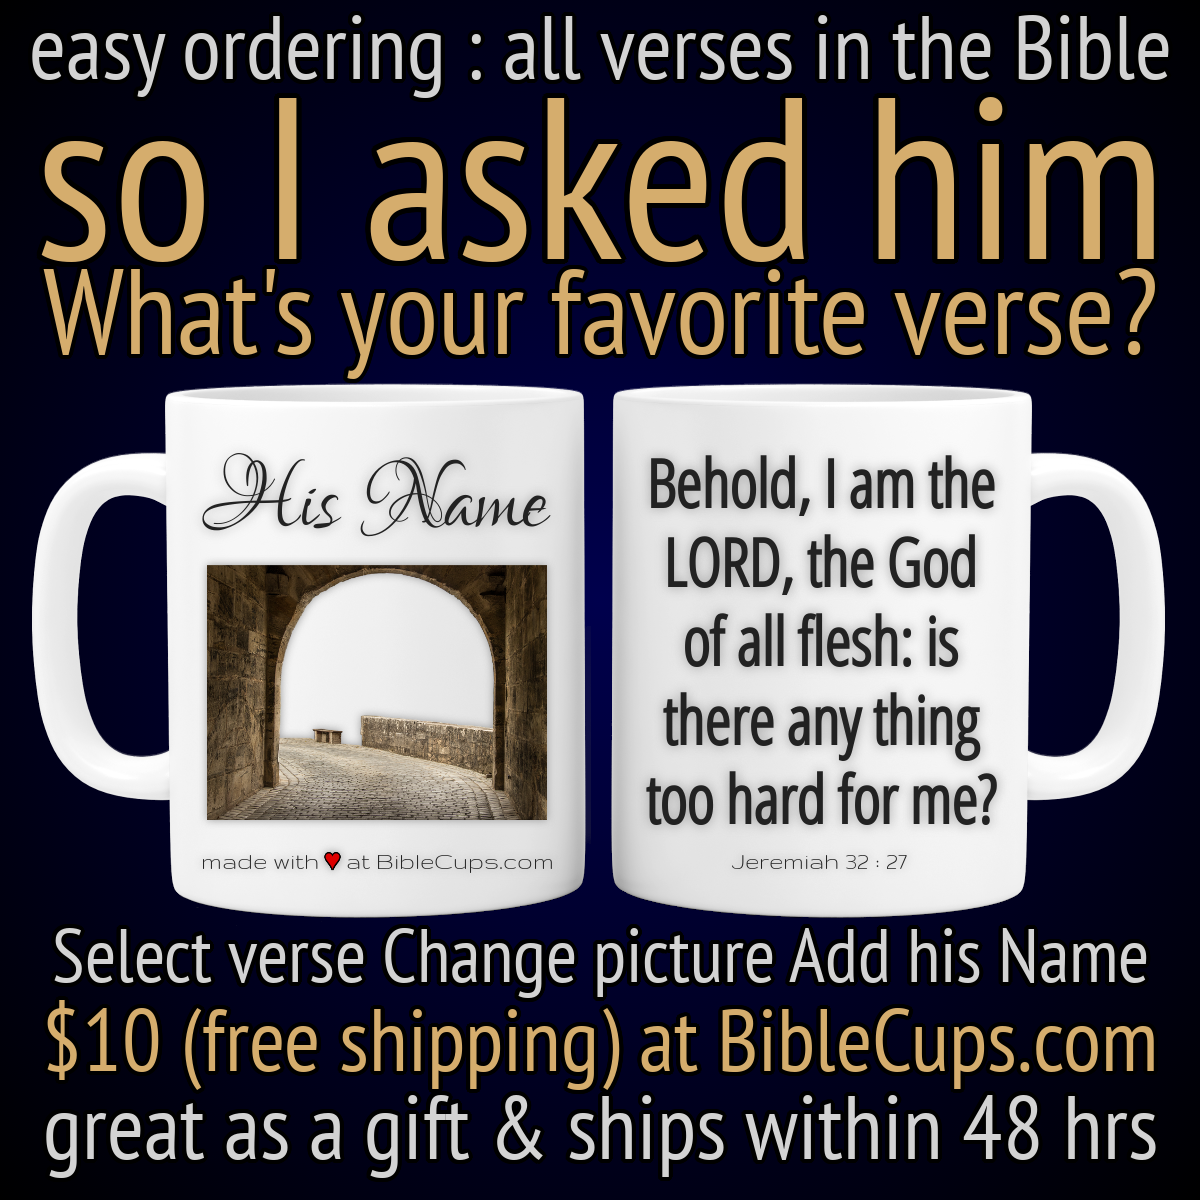 easy ordering : all verses in the Bible
so I asked him
What's your favorite verse?
His Name
made with at BibleCups.com
Behold, I am the
LORD, the God
of all flesh: is
there any thing
too hard for me?
Jeremiah 32 : 27
Select verse Change picture Add his Name
$10 (free shipping) at BibleCups.com
great as a gift & ships within 48 hrs